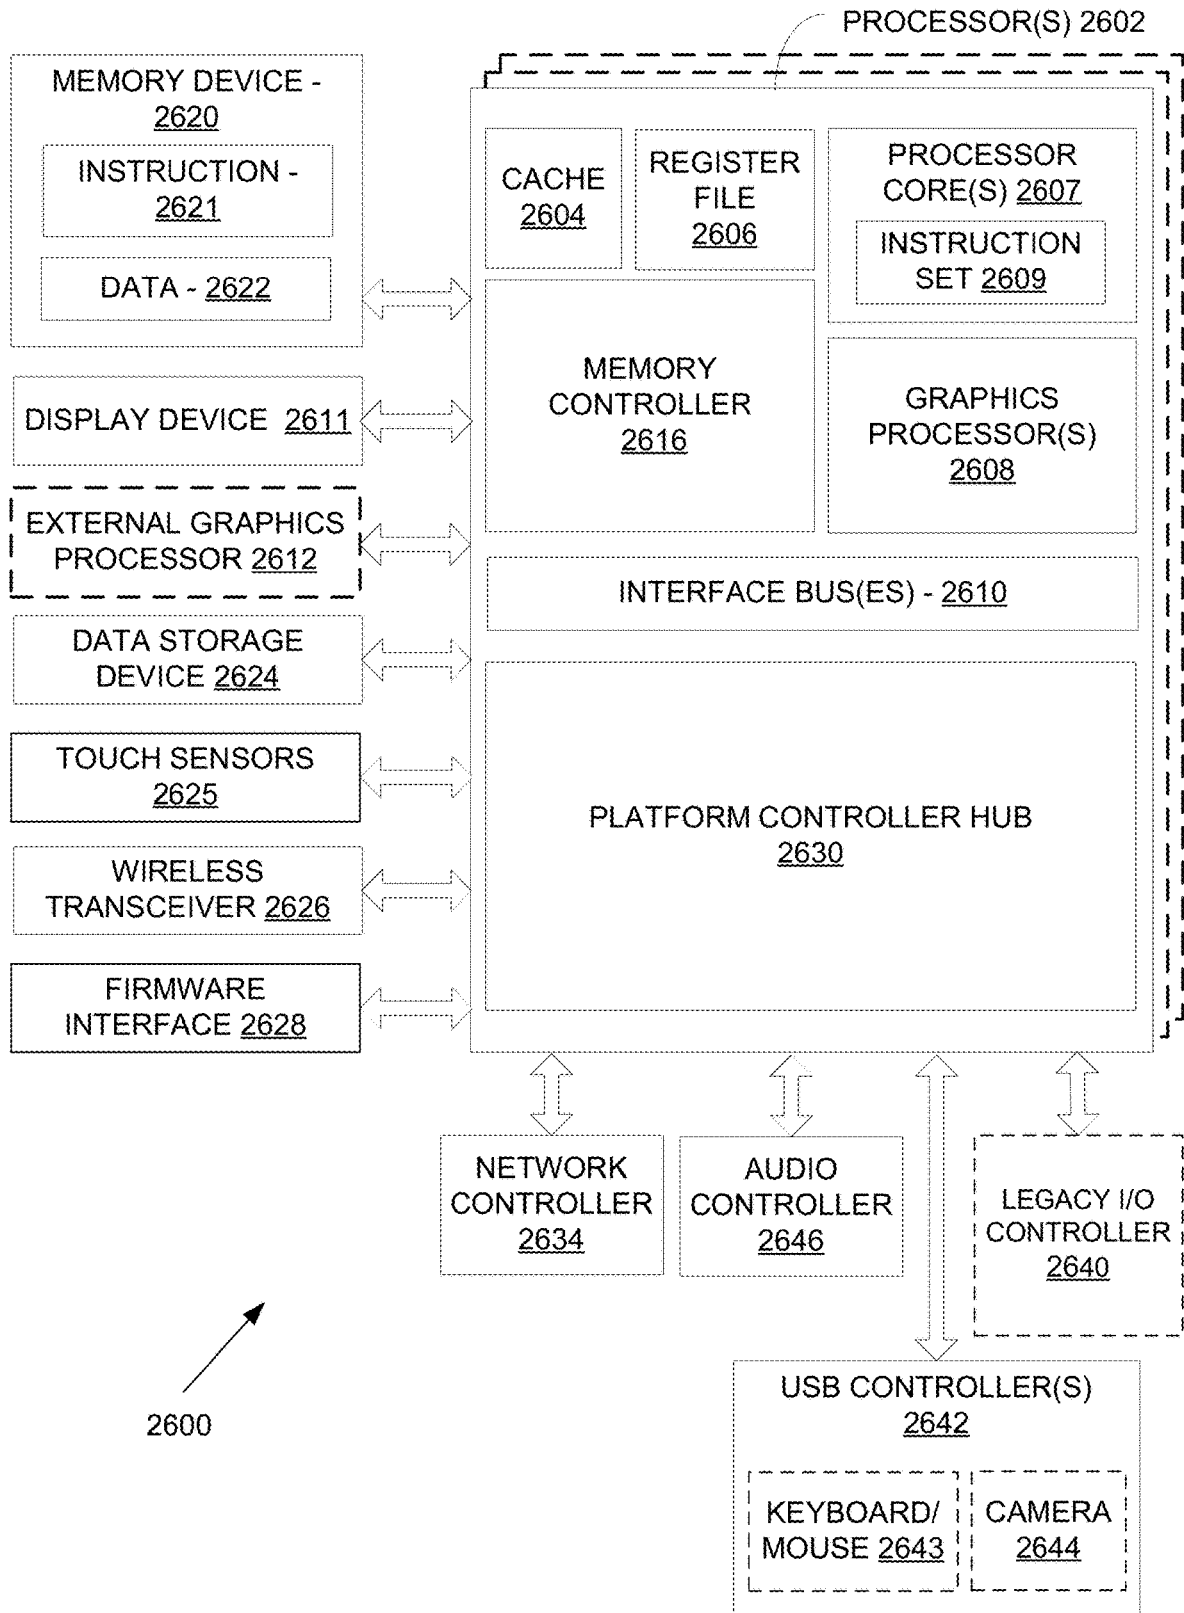 PROCESSOR(S) 2602
MEMORY DEVICE -
2620
INSTRUCTION -
2621
DATA - 2622
DISPLAY DEVICE 2611
EXTERNAL GRAPHICS
PROCESSOR 2612
DATA STORAGE
DEVICE 2624
TOUCH SENSORS
2625
WIRELESS
TRANSCEIVER 2626
FIRMWARE
INTERFACE 2628
CACHE
2604
REGISTER
FILE
2606
PROCESSOR
CORE(S) 2607
INSTRUCTION
SET 2609
MEMORY
CONTROLLER
2616
GRAPHICS
PROCESSOR(S)
2608
INTERFACE BUS(ES) - 2610
PLATFORM CONTROLLER HUB
2630
NETWORK
CONTROLLER
2634
AUDIO
CONTROLLER
2646
LEGACY I/O
CONTROLLER
2640
USB CONTROLLER(S)
2642
KEYBOARD/
MOUSE 2643
CAMERA
2644
2600